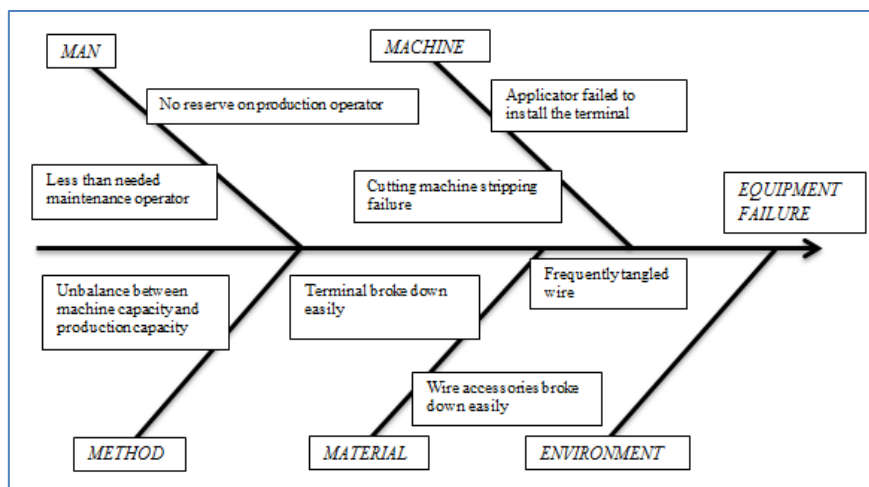 MAN
MACHINE
No reserve on production operator
Applicator failed to
install the terminal
Less than needed
maintenance operator
Cutting machine stripping
failure
EQUIPMENT
FAILURE
Unbalance between
machine capacity and
production capacity
Terminal broke down
easily
Frequently tangled
wire
Wire accessories broke
down easily
METHOD
MATERIAL
ENVIRONMENT